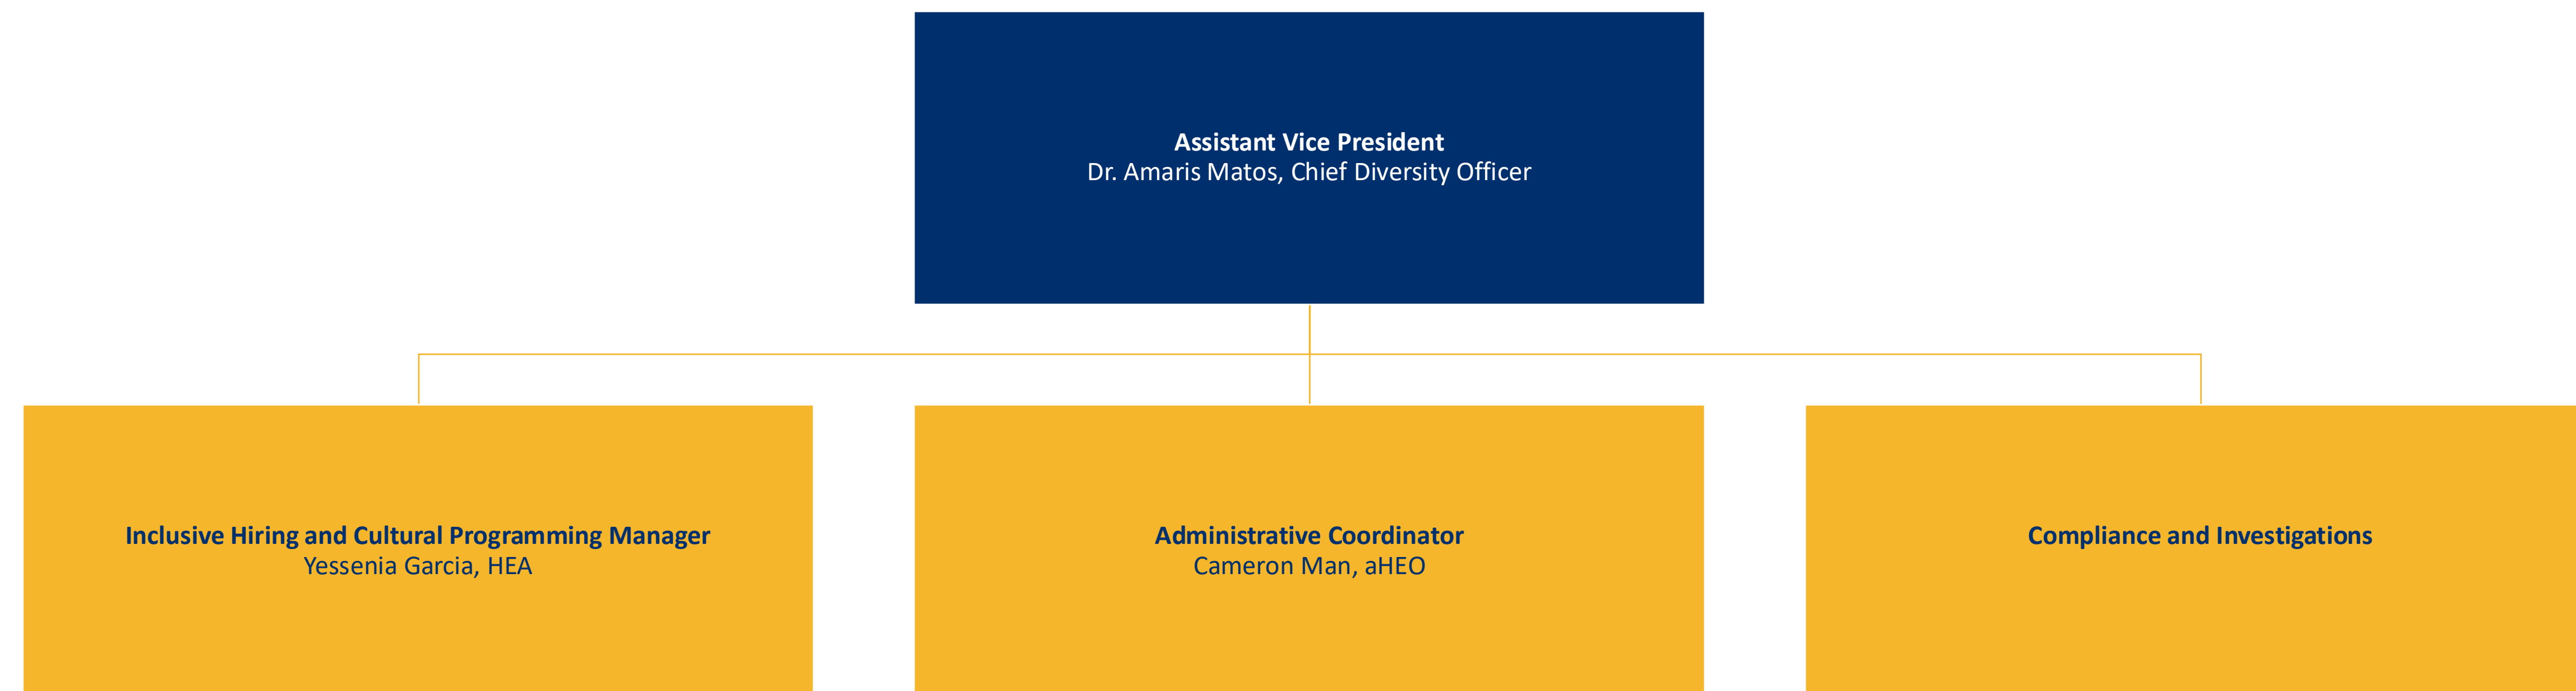 Assistant Vice President
Dr. Amaris Matos, Chief Diversity Officer
Inclusive Hiring and Cultural Programming Manager
Yessenia Garcia, HEA
Administrative Coordinator
Cameron Man, aHEO
Compliance and Investigations